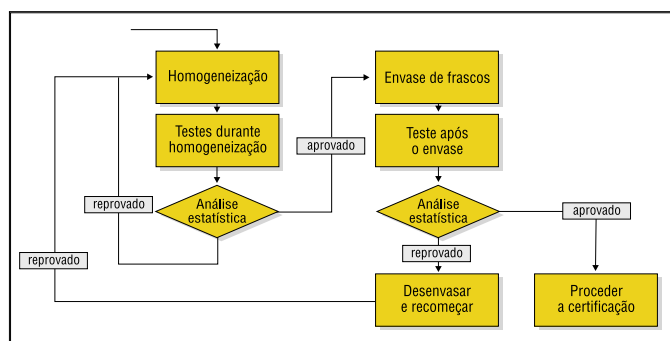 Homogeneização
Testes durante
homogeneização
Análise
estatística
reprovado
reprovado
aprovado
Envase de frascos
Teste após
o envase
Análise
estatística
aprovado
reprovado
Desenvasar
e recomeçar
Proceder
a certificação